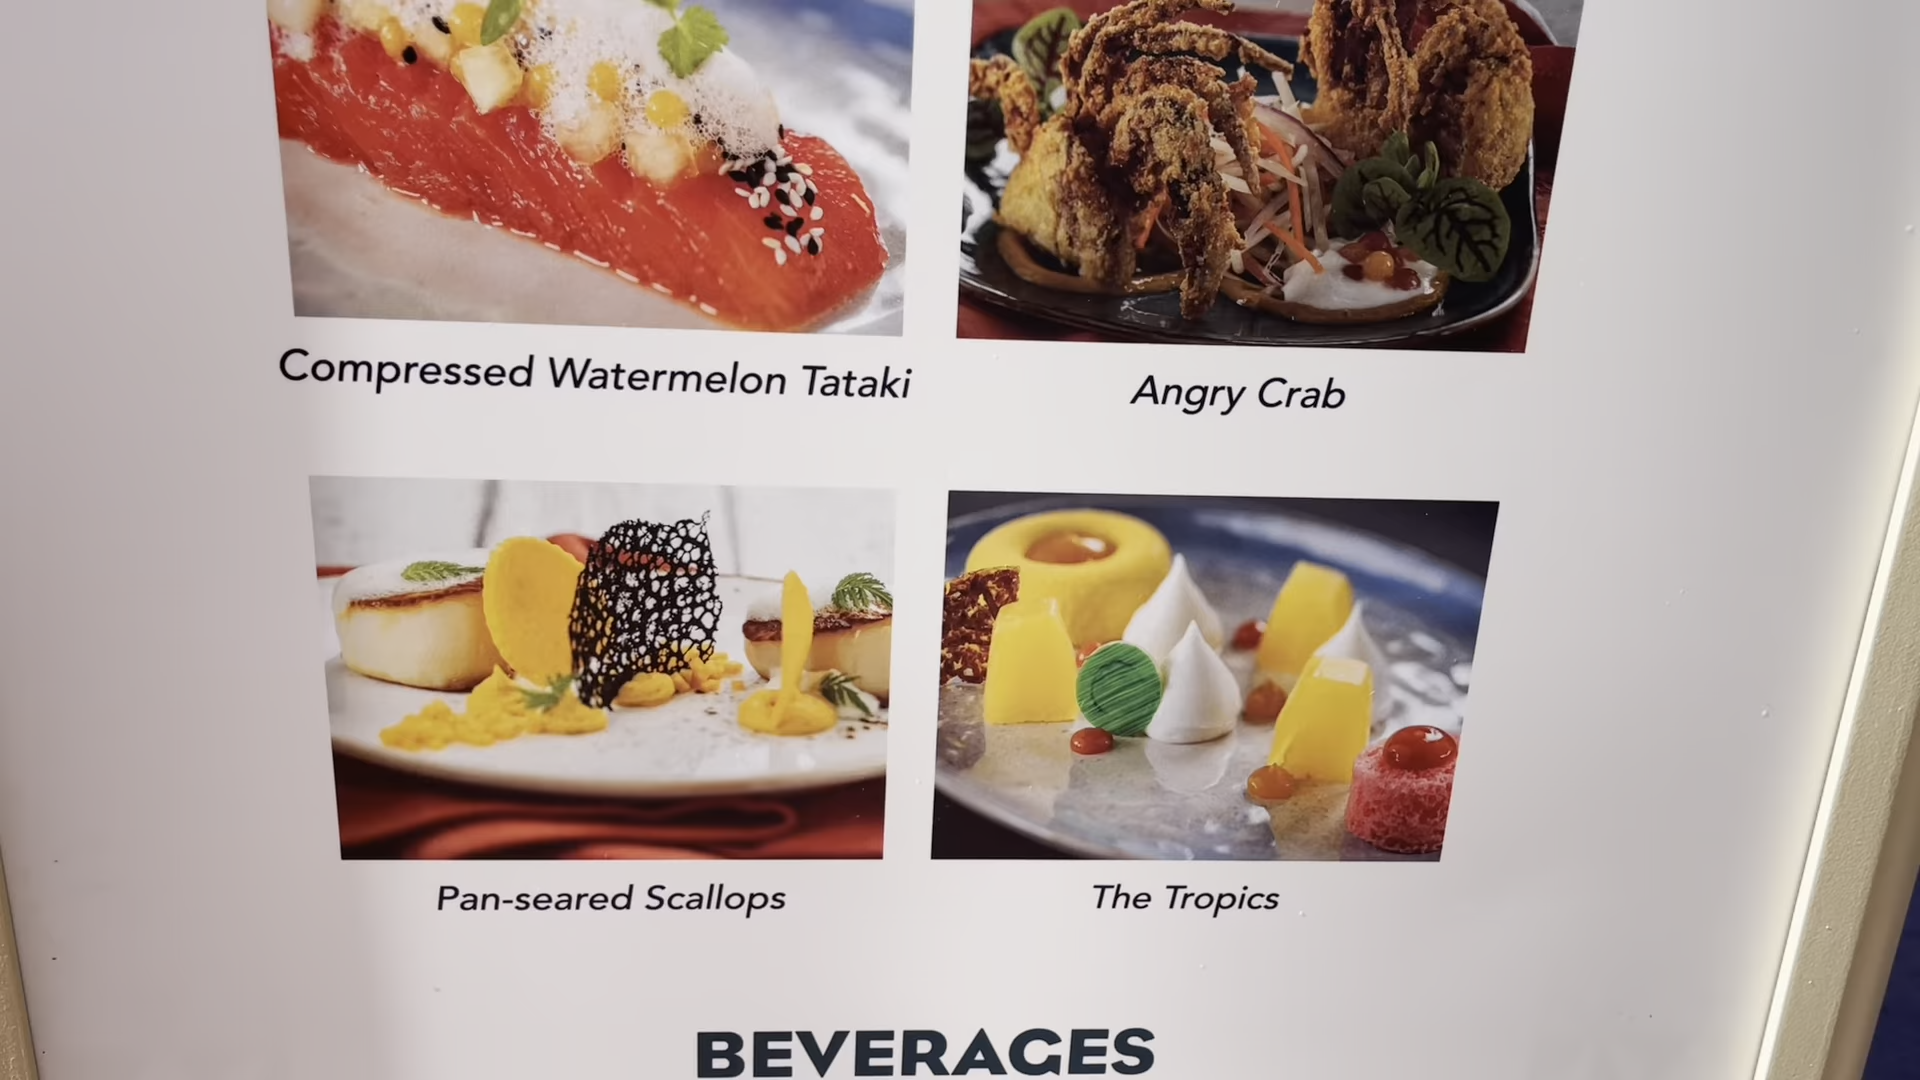 Compressed Watermelon Tataki
Angry Crab
Pan-seared Scallops
The Tropics
BEVERAGES